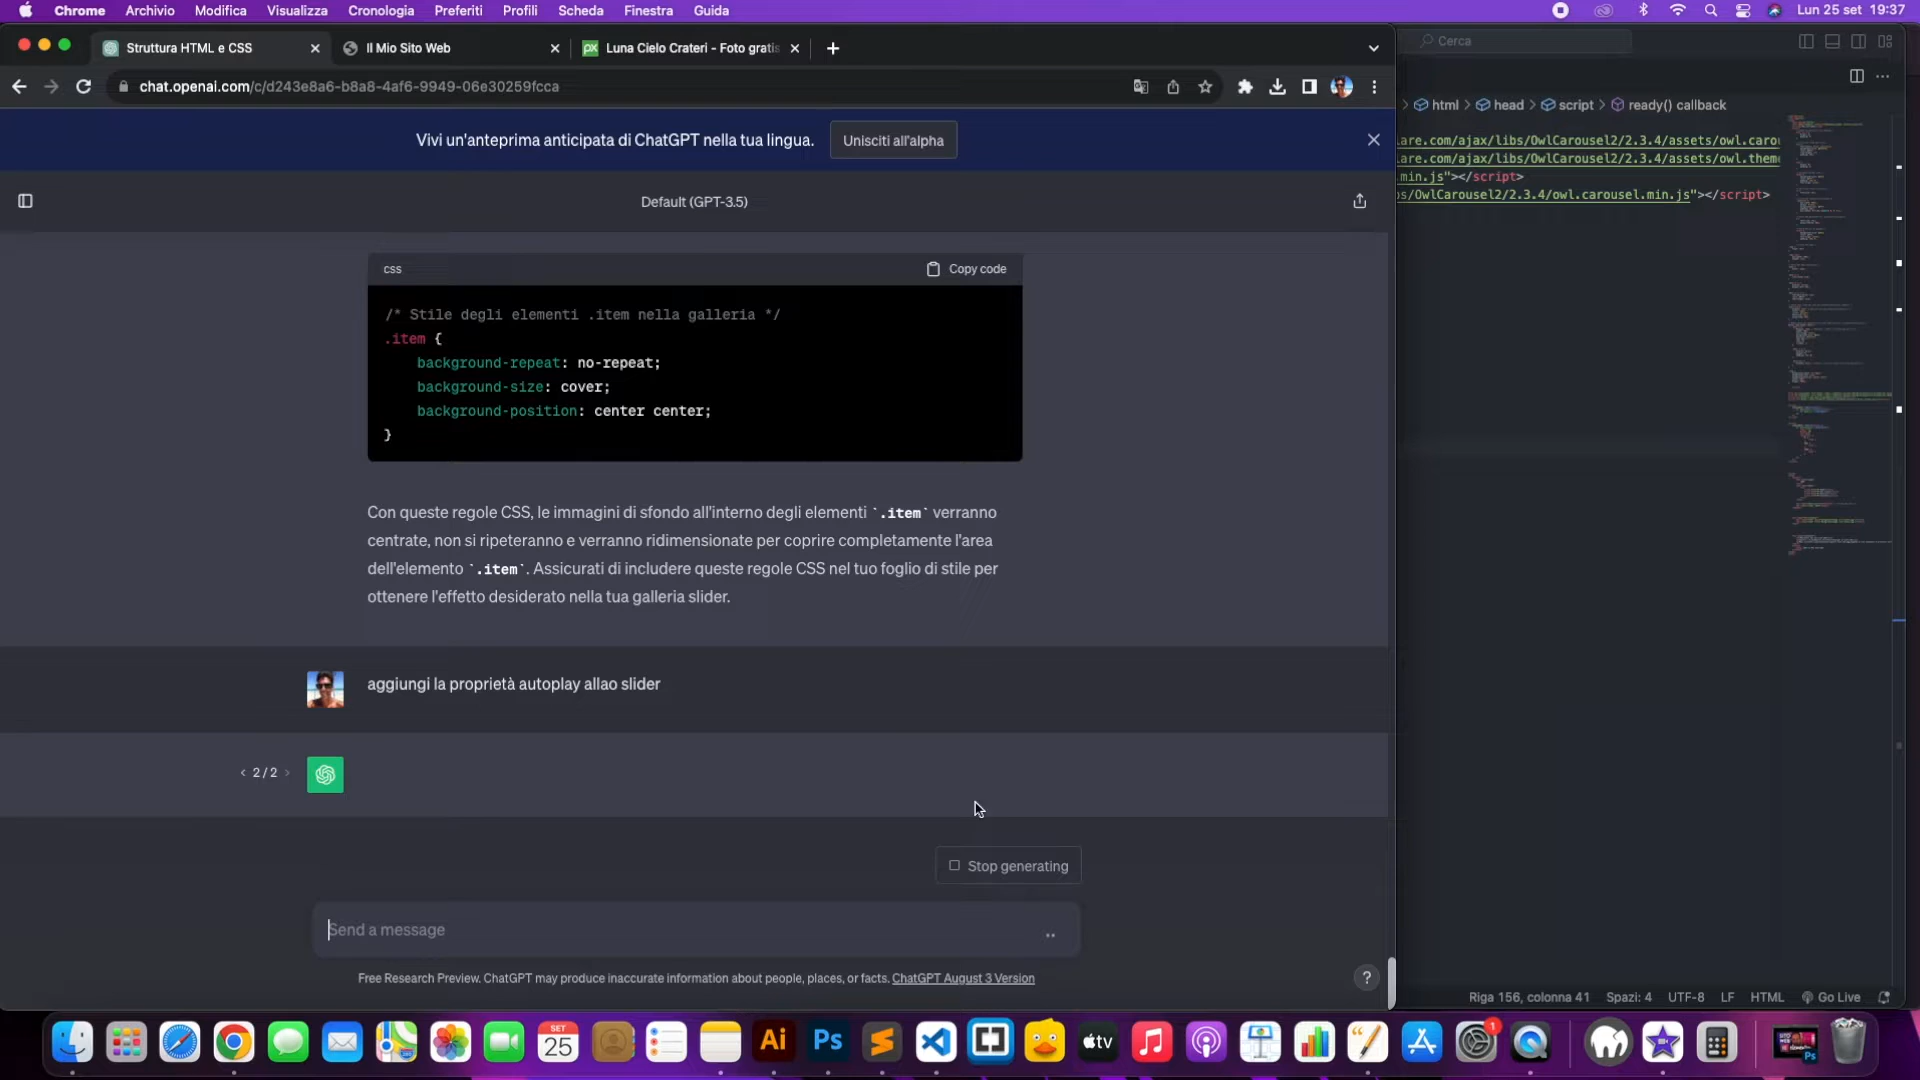 Chrome Archivio Modifica Visualizza Cronologia Preferiti Profili Scheda Finestra Guida
Lun 25 set 19:37
Struttura HTML e CSS
Il Mio Sito Web
Luna Cielo Crateri - Foto gratis
chat.openai.com/c/d243e8a6-b8a8-4af6-9949-06e30259fcca
Vivi un'anteprima anticipata di ChatGPT nella tua lingua.
Unisciti all'alpha
Default (GPT-3.5)
css
Copy code
/* Stile degli elementi .item nella galleria */
.item {
background-repeat: no-repeat;
background-size: cover;
background-position: center center;
}
Con queste regole CSS, le immagini di sfondo all'interno degli elementi `.item` verranno
centrate, non si ripeteranno e verranno ridimensionate per coprire completamente l'area
dell'elemento `.item`. Assicurati di includere queste regole CSS nel tuo foglio di stile per
ottenere l'effetto desiderato nella tua galleria slider.
aggiungi la proprietà autoplay allao slider
< 2 / 2 >
Stop generating
Send a message
Free Research Preview. ChatGPT may produce inaccurate information about people, places, or facts. ChatGPT August 3 Version
?
Cerca
html > head > script > ready() callback
are.com/ajax/libs/OwlCarousel2/2.3.4/assets/owl.carou
are.com/ajax/libs/OwlCarousel2/2.3.4/assets/owl.theme
min.js"></script>
s/OwlCarousel2/2.3.4/owl.carousel.min.js"></script>
Riga 156, colonna 41 Spazi: 4 UTF-8 LF HTML Go Live
SET
25
Ai
Ps
tv
1
Ps